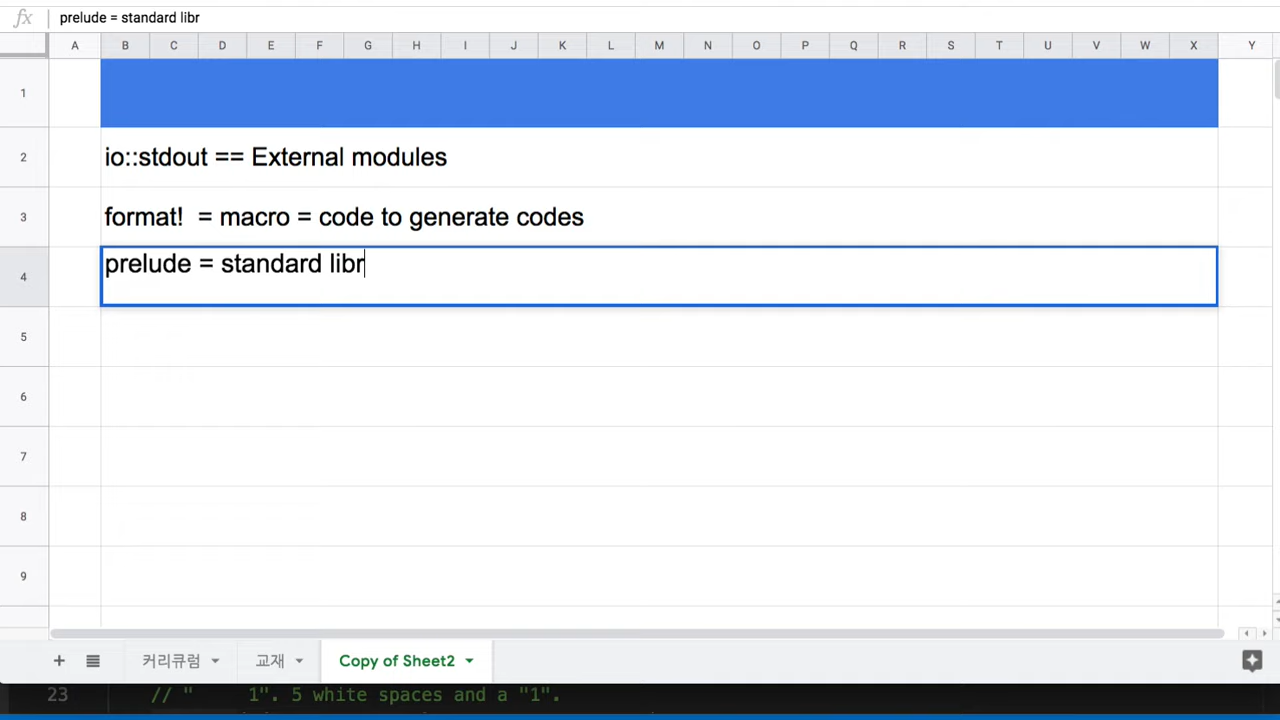 fx prelude = standard libr
A B C D E F G H I J K L M N O P Q R S T U V W X Y
1
2 io::stdout == External modules
3 format!  = macro = code to generate codes
4 prelude = standard libr
5
6
7
8
9
+ 커리큐럼 교재 Copy of Sheet2
23 // "     1". 5 white spaces and a "1".